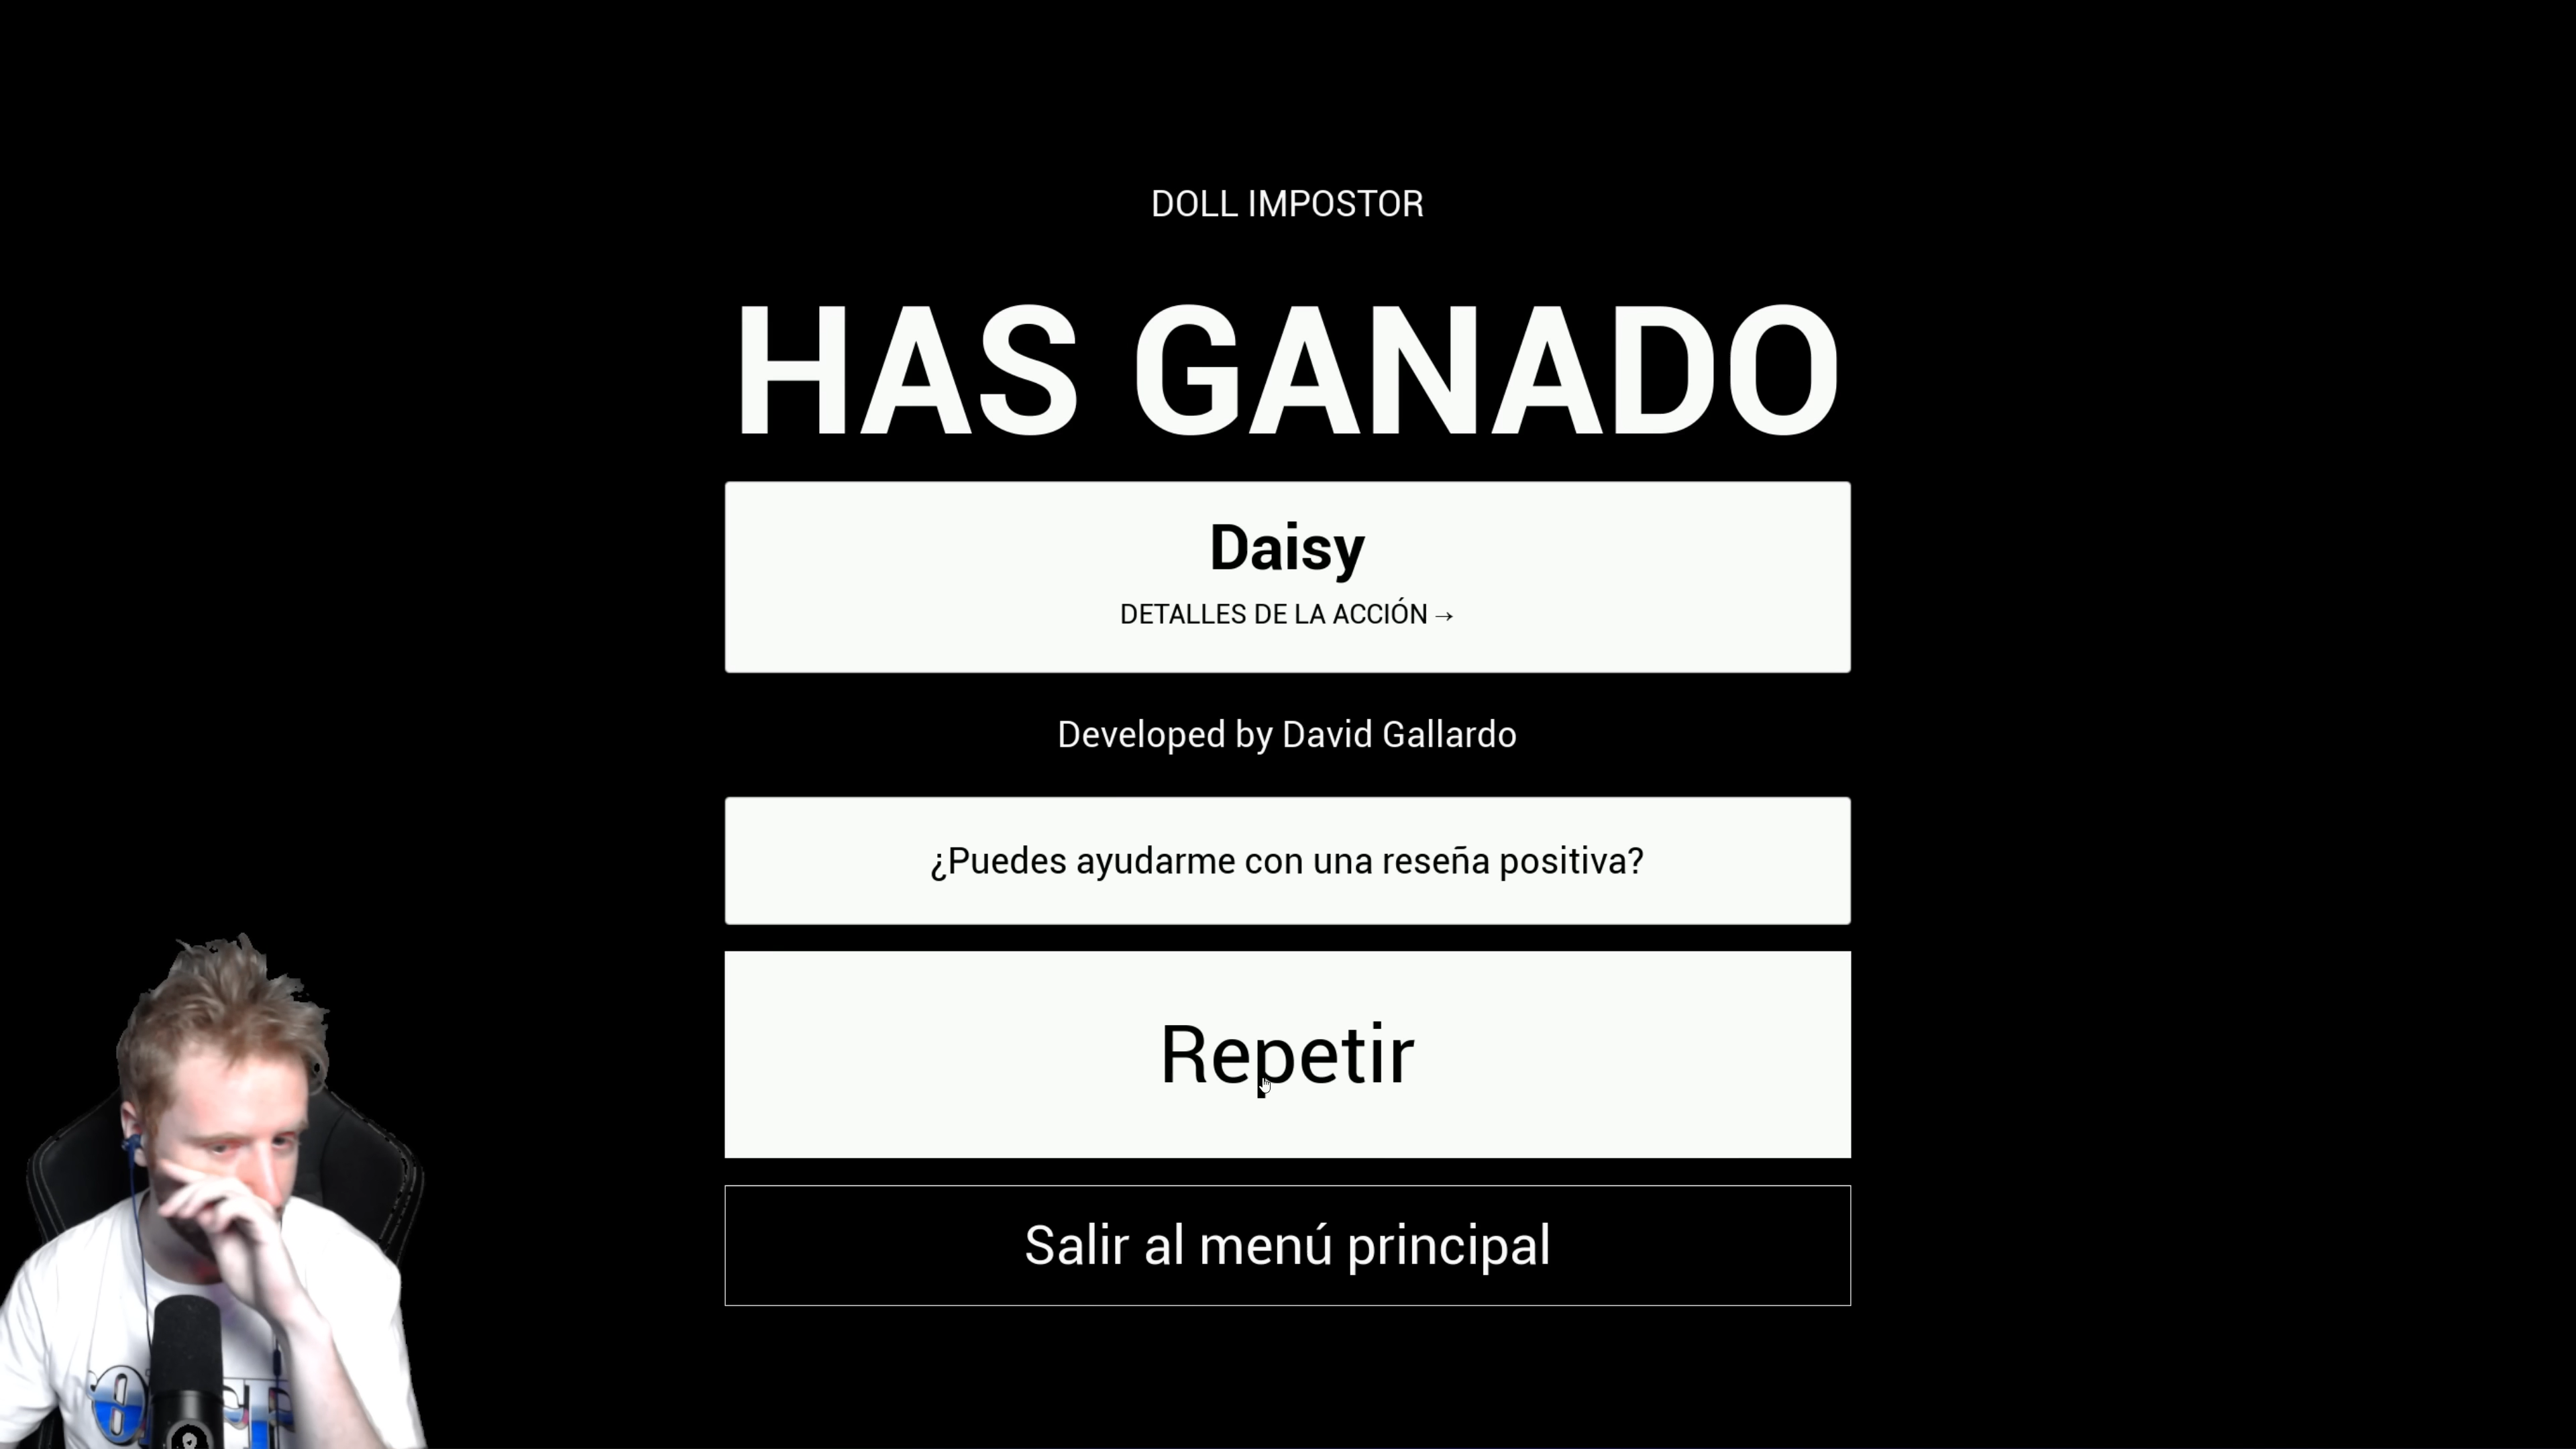 DOLL IMPOSTOR
HAS GANADO
Daisy
DETALLES DE LA ACCIÓN →
Developed by David Gallardo
¿Puedes ayudarme con una reseña positiva?
Repetir
Salir al menú principal